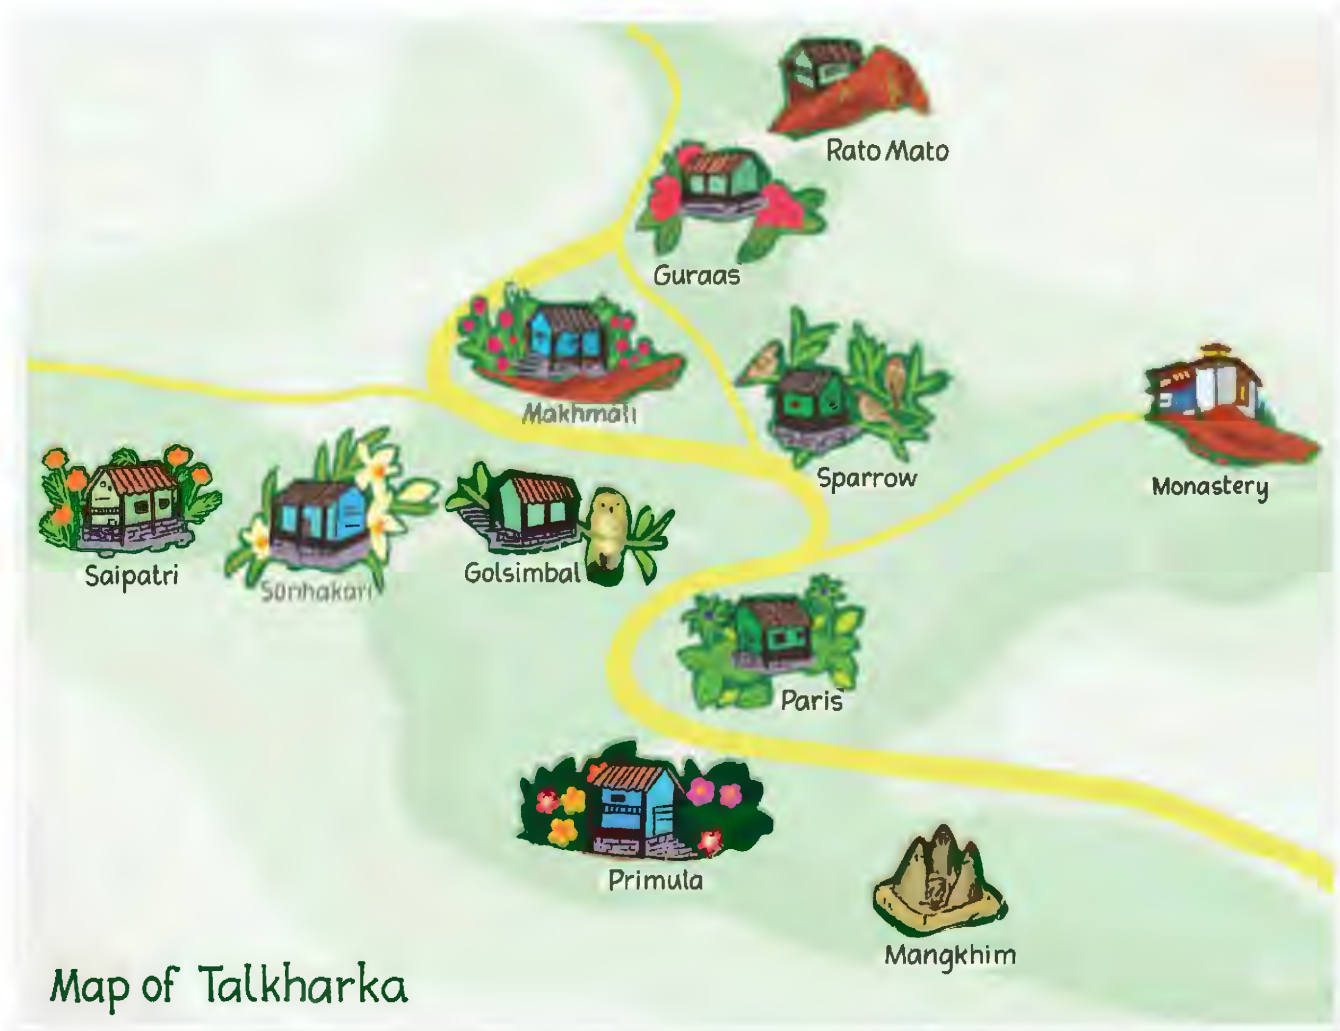 Rato Mato
Guraas
Makhmali
Sparrow
Monastery
Saipatri
Sunhakari
Golsimbal
Paris
Primula
Mangkhim
Map of Talkharka